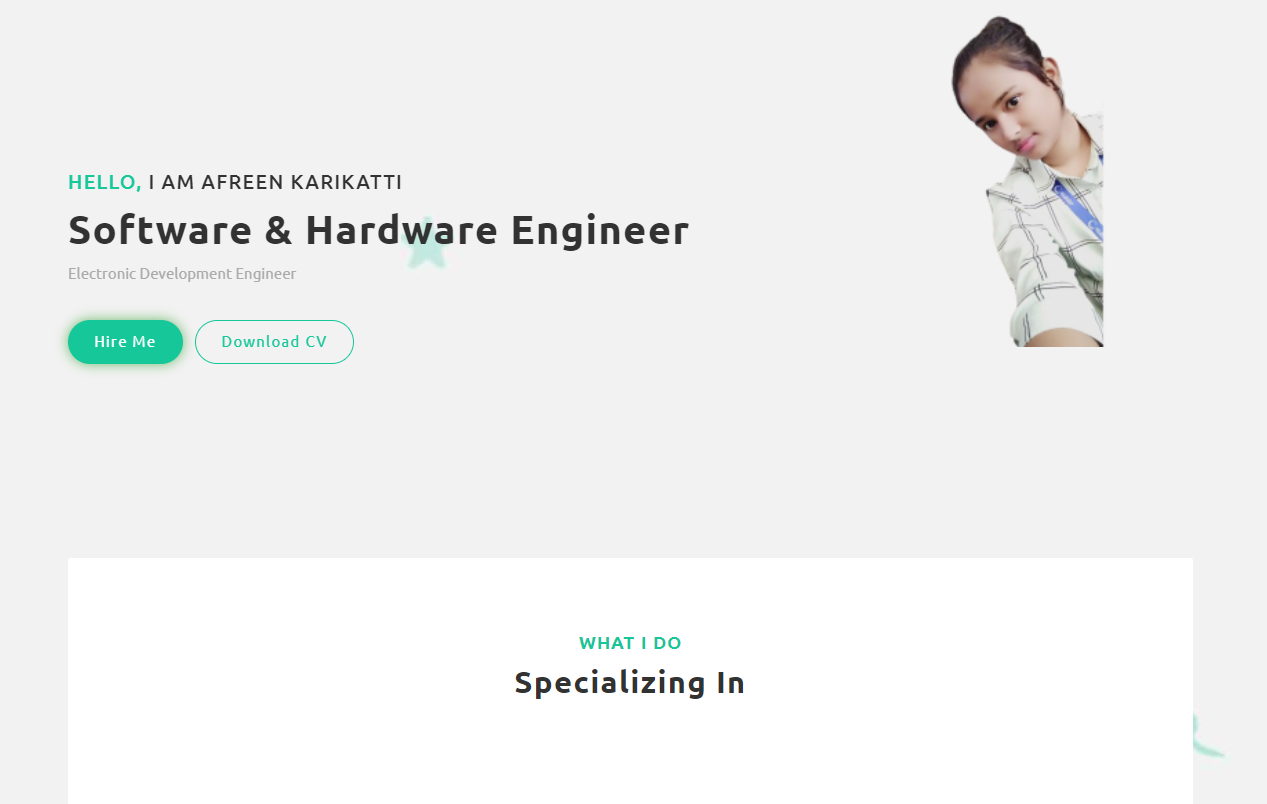 HELLO, I AM AFREEN KARIKATTI
Software & Hardware Engineer
Electronic Development Engineer
Hire Me Download CV
WHAT I DO
Specializing In